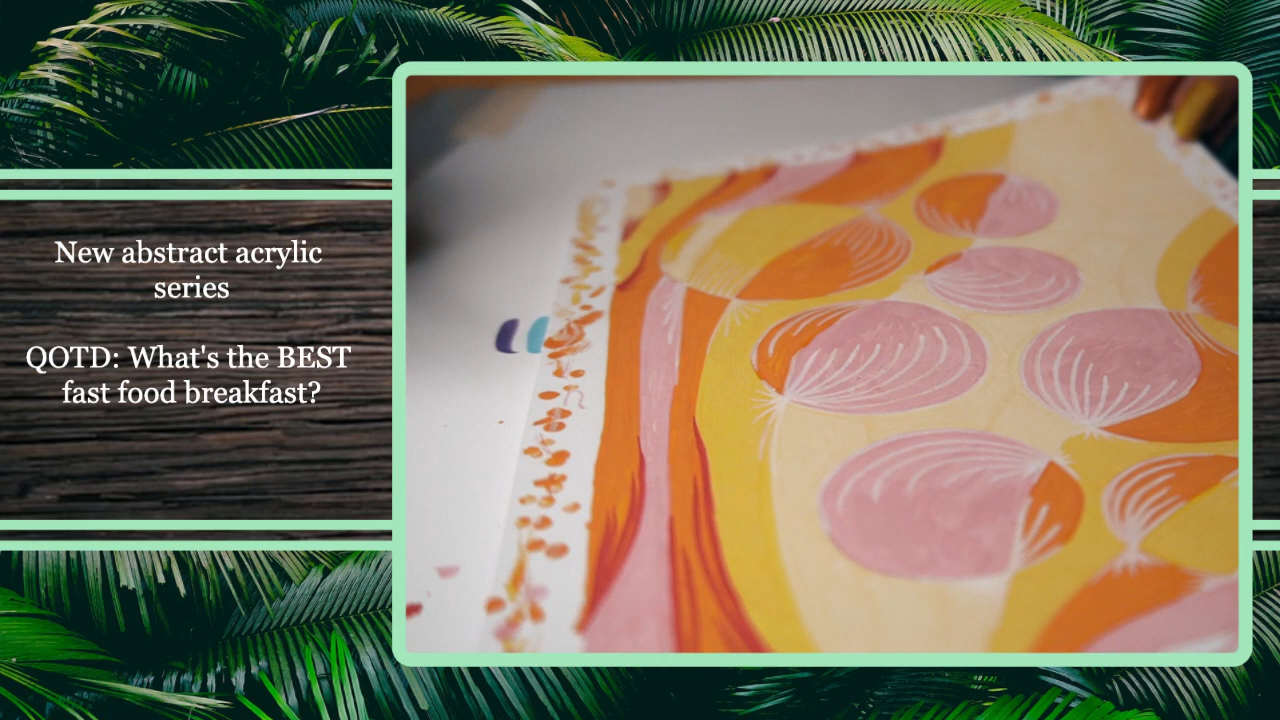 New abstract acrylic
series
QOTD: What's the BEST
fast food breakfast?